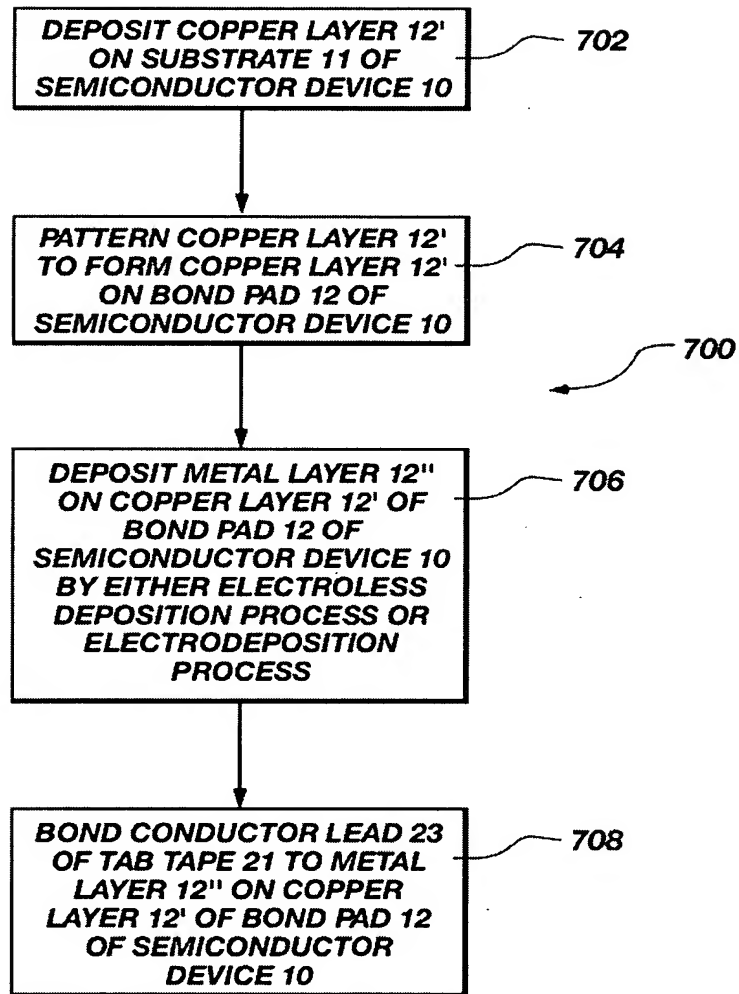 DEPOSIT COPPER LAYER 12'
ON SUBSTRATE 11 OF
SEMICONDUCTOR DEVICE 10
702
PATTERN COPPER LAYER 12'
TO FORM COPPER LAYER 12'
ON BOND PAD 12 OF
SEMICONDUCTOR DEVICE 10
704
700
DEPOSIT METAL LAYER 12"
ON COPPER LAYER 12' OF
BOND PAD 12 OF
SEMICONDUCTOR DEVICE 10
BY EITHER ELECTROLESS
DEPOSITION PROCESS OR
ELECTRODEPOSITION
PROCESS
706
BOND CONDUCTOR LEAD 23
OF TAB TAPE 21 TO METAL
LAYER 12" ON COPPER
LAYER 12' OF BOND PAD 12
OF SEMICONDUCTOR
DEVICE 10
708